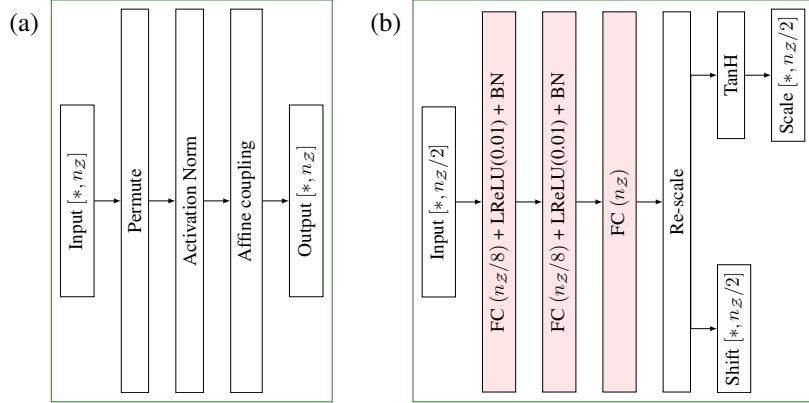 (a)
Input [∗, n_𝒵]
Permute
Activation Norm
Affine coupling
Output [∗, n_𝒵]
(b)
Input [∗, n_𝒵/2]
FC (n_𝒵/8) + LReLU(0.01) + BN
FC (n_𝒵/8) + LReLU(0.01) + BN
FC (n_𝒵)
Re-scale
TanH
Scale [∗, n_𝒵/2]
Shift [∗, n_𝒵/2]